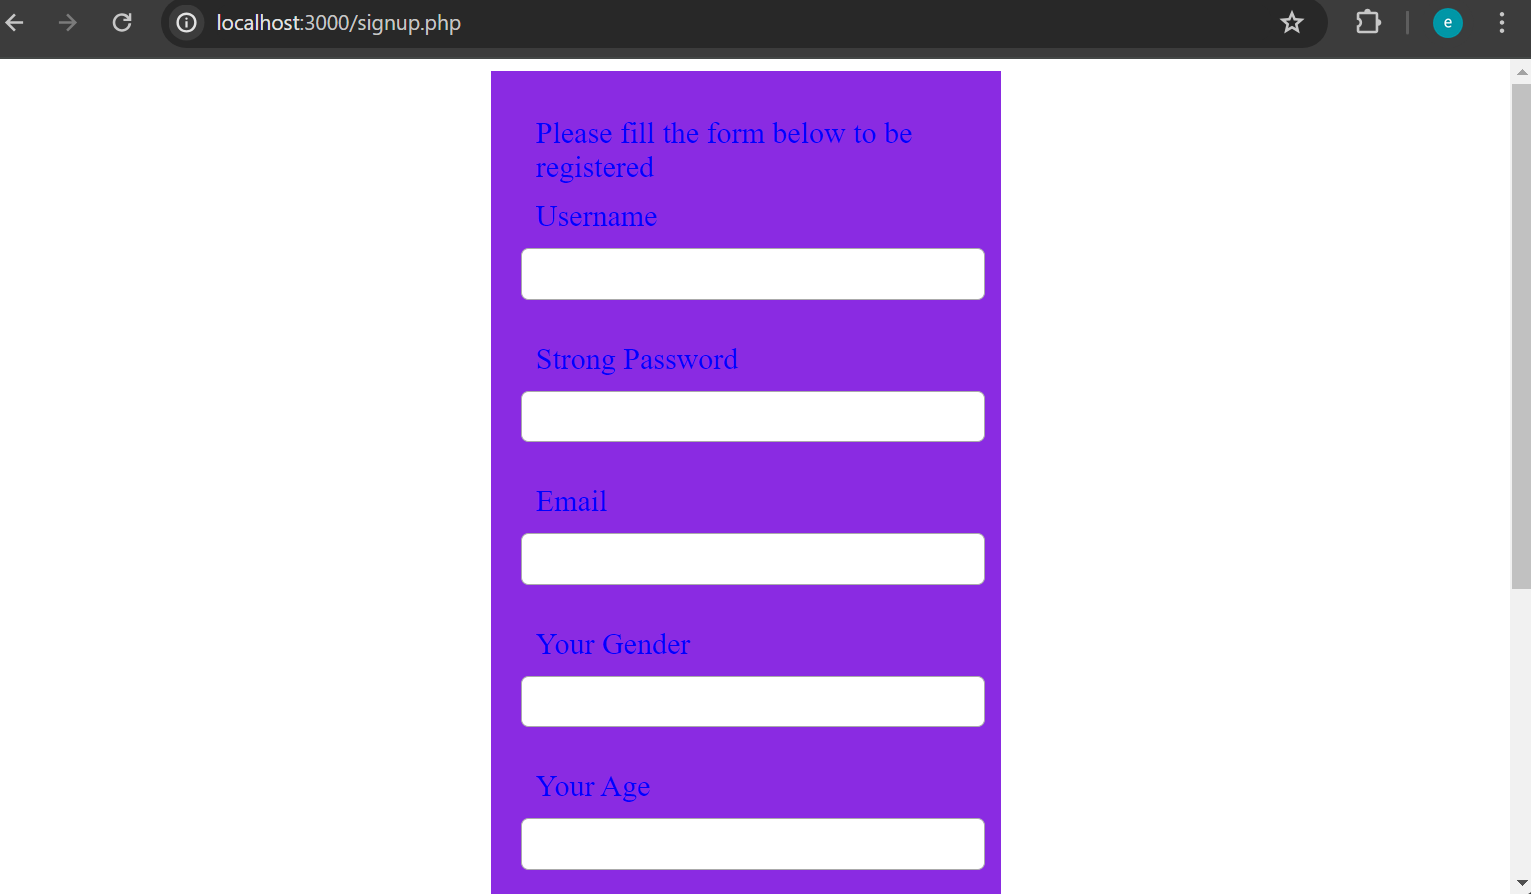 localhost:3000/signup.php
e
Please fill the form below to be
registered
Username
Strong Password
Email
Your Gender
Your Age